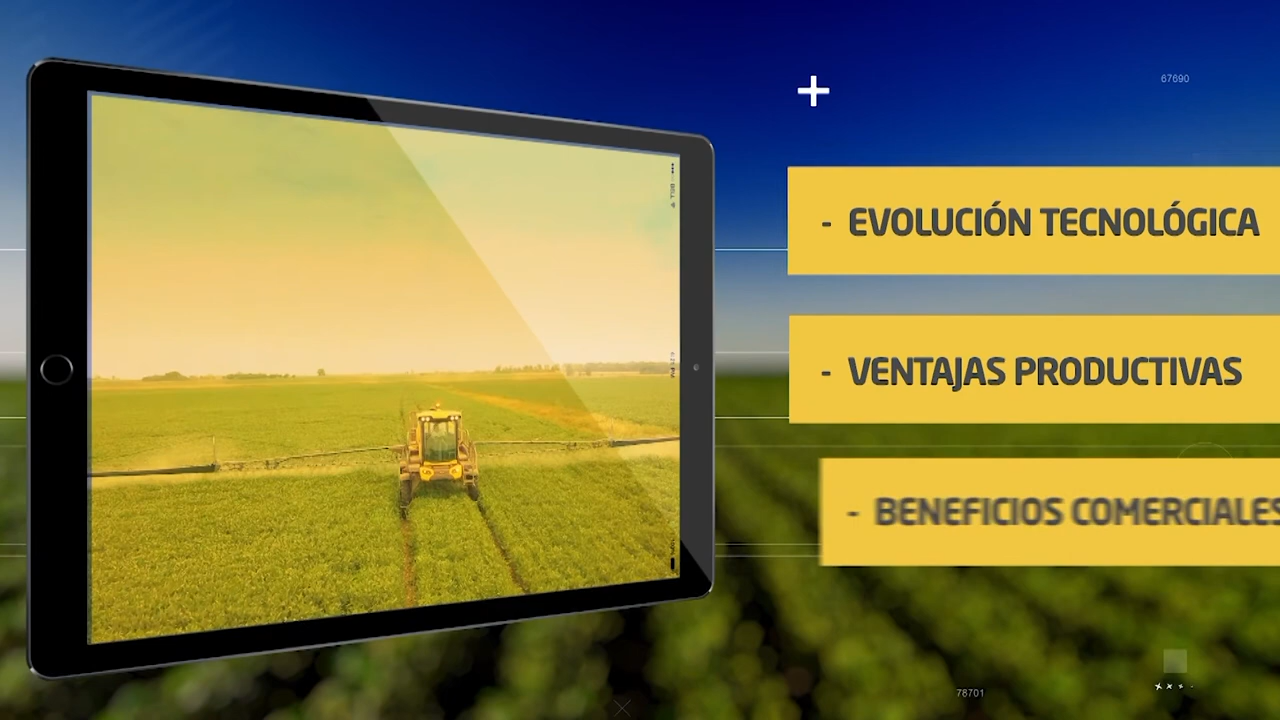 67690
- EVOLUCIÓN TECNOLÓGICA
- VENTAJAS PRODUCTIVAS
- BENEFICIOS COMERCIALES
78701